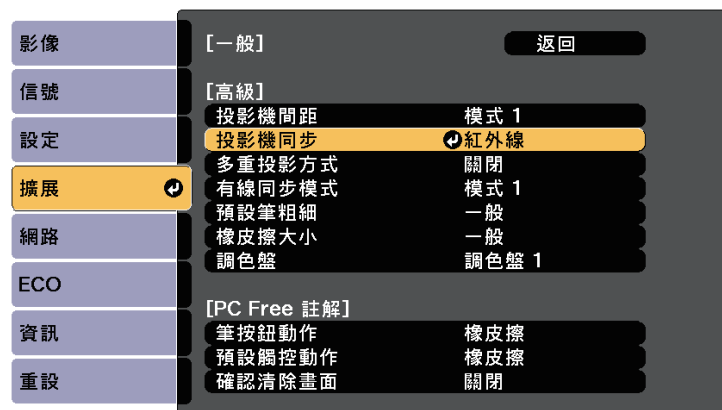 影像
信號
設定
擴展
網路
ECO
資訊
重設
[一般] 返回
[高級]
投影機間距 模式 1
投影機同步 紅外線
多重投影方式 關閉
有線同步模式 模式 1
預設筆粗細 一般
橡皮擦大小 一般
調色盤 調色盤 1
[PC Free 註解]
筆按鈕動作 橡皮擦
預設觸控動作 橡皮擦
確認清除畫面 關閉